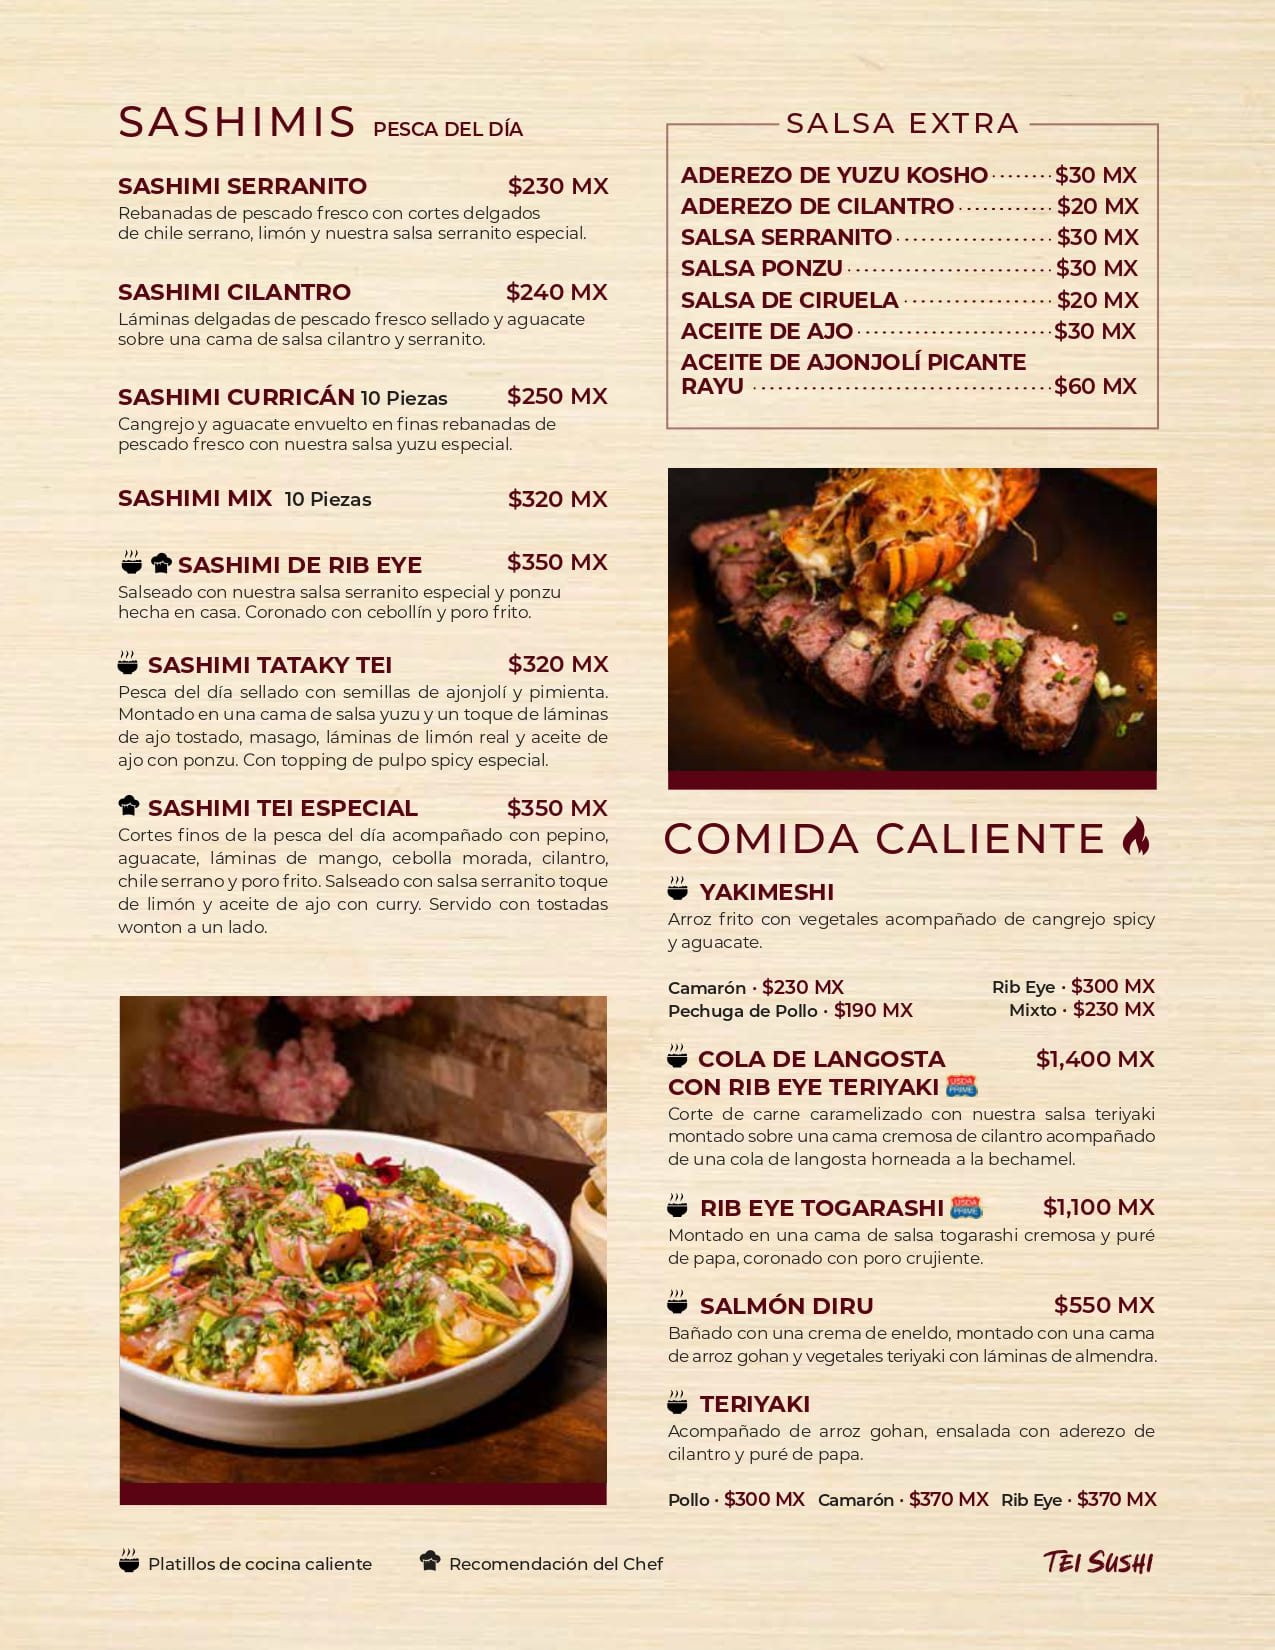 SASHIMIS PESCA DEL DÍA
SASHIMI SERRANITO $230 MX
Rebanadas de pescado fresco con cortes delgados
de chile serrano, limón y nuestra salsa serranito especial.
SASHIMI CILANTRO $240 MX
Láminas delgadas de pescado fresco sellado y aguacate
sobre una cama de salsa cilantro y serranito.
SASHIMI CURRICÁN 10 Piezas $250 MX
Cangrejo y aguacate envuelto en finas rebanadas de
pescado fresco con nuestra salsa yuzu especial.
SASHIMI MIX 10 Piezas $320 MX
SASHIMI DE RIB EYE $350 MX
Salseado con nuestra salsa serranito especial y ponzu
hecha en casa. Coronado con cebollín y poro frito.
SASHIMI TATAKY TEI $320 MX
Pesca del día sellado con semillas de ajonjolí y pimienta.
Montado en una cama de salsa yuzu y un toque de láminas
de ajo tostado, masago, láminas de limón real y aceite de
ajo con ponzu. Con topping de pulpo spicy especial.
SASHIMI TEI ESPECIAL $350 MX
Cortes finos de la pesca del día acompañado con pepino,
aguacate, láminas de mango, cebolla morada, cilantro,
chile serrano y poro frito. Salseado con salsa serranito toque
de limón y aceite de ajo con curry. Servido con tostadas
wonton a un lado.
SALSA EXTRA
ADEREZO DE YUZU KOSHO $30 MX
ADEREZO DE CILANTRO $20 MX
SALSA SERRANITO $30 MX
SALSA PONZU $30 MX
SALSA DE CIRUELA $20 MX
ACEITE DE AJO $30 MX
ACEITE DE AJONJOLÍ PICANTE
RAYU $60 MX
COMIDA CALIENTE
YAKIMESHI
Arroz frito con vegetales acompañado de cangrejo spicy
y aguacate.
Camarón · $230 MX Rib Eye · $300 MX
Pechuga de Pollo · $190 MX Mixto · $230 MX
COLA DE LANGOSTA $1,400 MX
CON RIB EYE TERIYAKI USDA PRIME
Corte de carne caramelizado con nuestra salsa teriyaki
montado sobre una cama cremosa de cilantro acompañado
de una cola de langosta horneada a la bechamel.
RIB EYE TOGARASHI USDA PRIME $1,100 MX
Montado en una cama de salsa togarashi cremosa y puré
de papa, coronado con poro crujiente.
SALMÓN DIRU $550 MX
Bañado con una crema de eneldo, montado con una cama
de arroz gohan y vegetales teriyaki con láminas de almendra.
TERIYAKI
Acompañado de arroz gohan, ensalada con aderezo de
cilantro y puré de papa.
Pollo · $300 MX Camarón · $370 MX Rib Eye · $370 MX
Platillos de cocina caliente Recomendación del Chef
TEI SUSHI